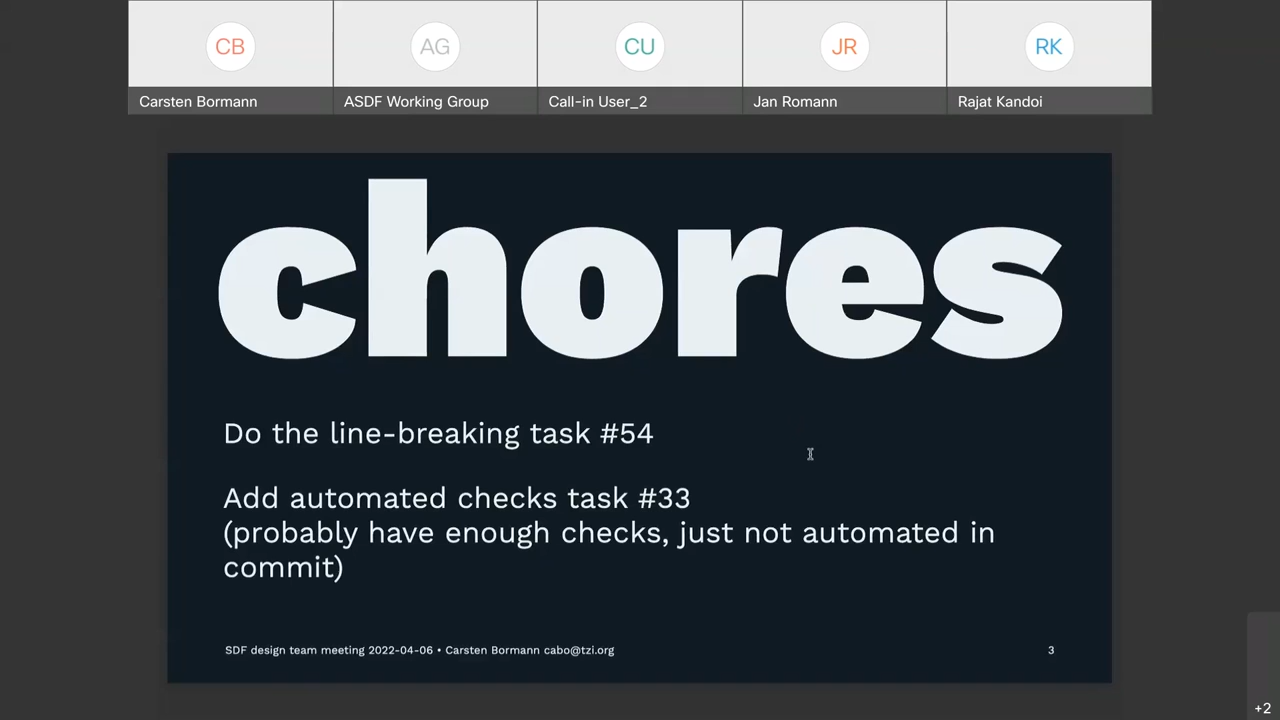 CB
AG
CU
JR
RK
Carsten Bormann
ASDF Working Group
Call-in User_2
Jan Romann
Rajat Kandoi
chores
Do the line-breaking task #54
Add automated checks task #33
(probably have enough checks, just not automated in
commit)
SDF design team meeting 2022-04-06 • Carsten Bormann cabo@tzi.org
3
+2